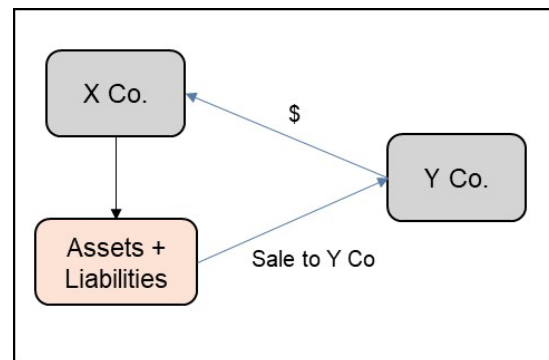 X Co.
$
Y Co.
Assets +
Liabilities
Sale to Y Co